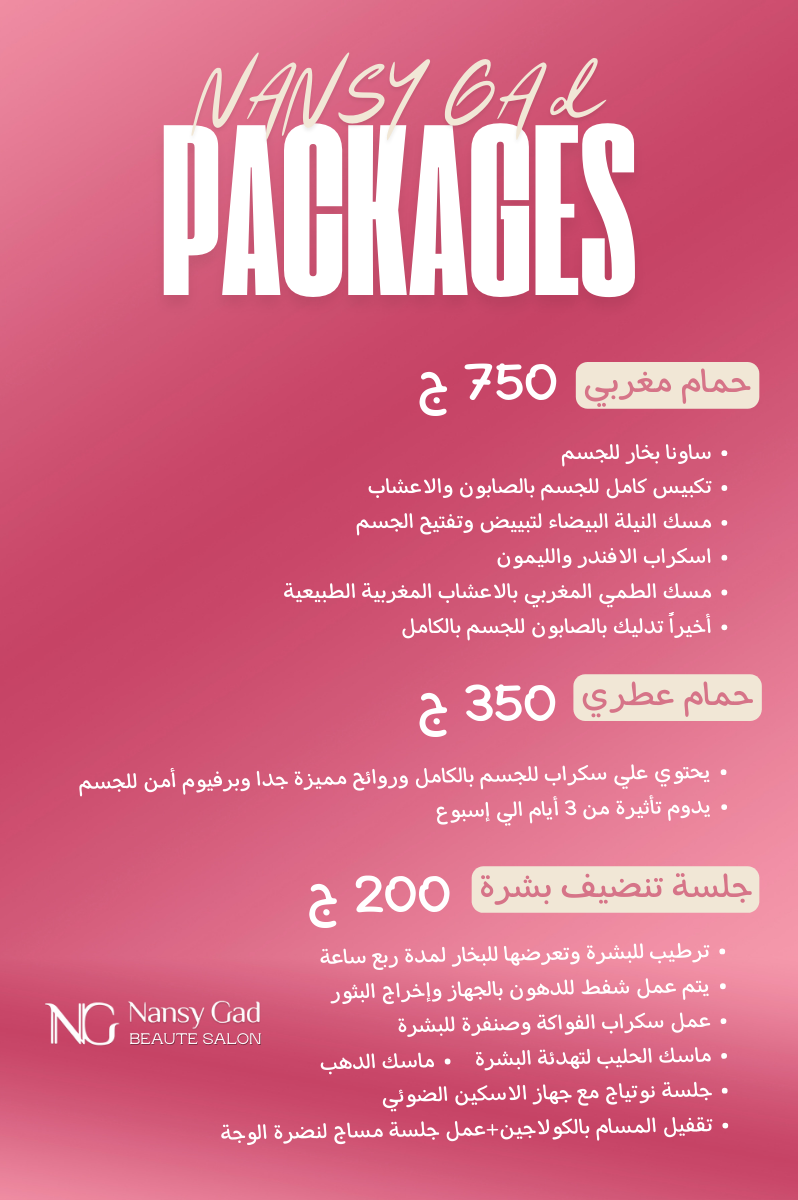 NANSY GAd
PACKAGES
حمام مغربي 750 ج
• ساونا بخار للجسم
• تكييس كامل للجسم بالصابون والاعشاب
• مسك النيلة البيضاء لتبييض وتفتيح الجسم
• اسكراب الافندر والليمون
• مسك الطمي المغربي بالاعشاب المغربية الطبيعية
• أخيراً تدليك بالصابون للجسم بالكامل
حمام عطري 350 ج
• يحتوي علي سكراب للجسم بالكامل وروائح مميزة جدا وبرفيوم أمن للجسم
• يدوم تأثيرة من 3 أيام الي إسبوع
جلسة تنضيف بشرة 200 ج
• ترطيب للبشرة وتعرضها للبخار لمدة ربع ساعة
• يتم عمل شفط للدهون بالجهاز وإخراج البثور
• عمل سكراب الفواكة وصنفرة للبشرة
• ماسك الحليب لتهدئة البشرة • ماسك الدهب
• جلسة نوتياج مع جهاز الاسكين الضوئي
• تقفيل المسام بالكولاجين+عمل جلسة مساج لنضرة الوجة
NG Nansy Gad
BEAUTE SALON